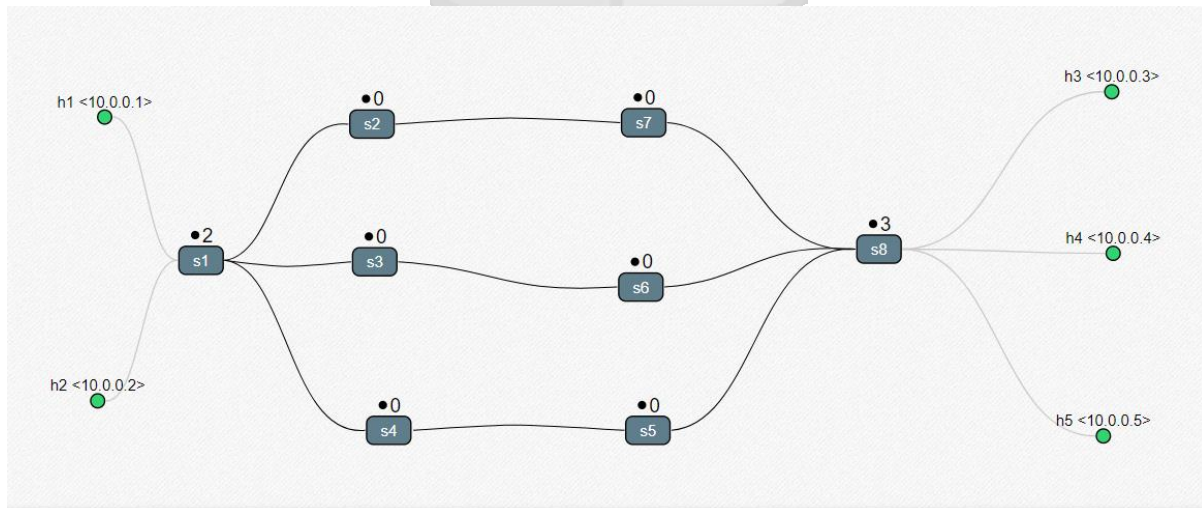 h1 <10.0.0.1>
h2 <10.0.0.2>
●2
s1
●0
s2
●0
s3
●0
s4
●0
s7
●0
s6
●0
s5
●3
s8
h3 <10.0.0.3>
h4 <10.0.0.4>
h5 <10.0.0.5>